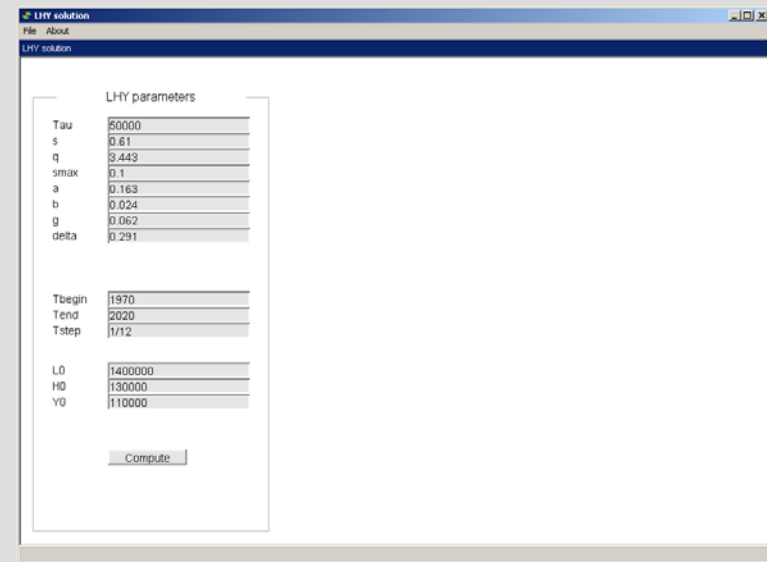 LHY solution
File About
LHY solution
LHY parameters
Tau 50000
s 0.61
q 3.443
smax 0.1
a 0.163
b 0.024
g 0.062
delta 0.291
Tbegin 1970
Tend 2020
Tstep 1/12
L0 1400000
H0 130000
Y0 110000
Compute